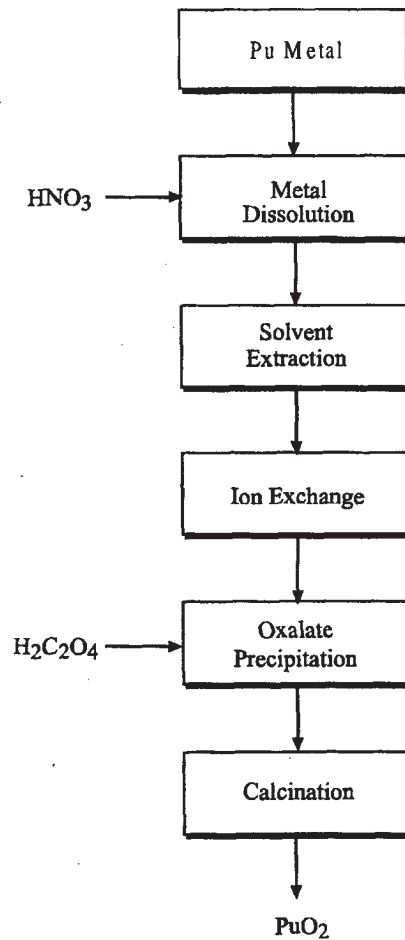 Pu Metal
HNO3
Metal
Dissolution
Solvent
Extraction
Ion Exchange
H2C2O4
Oxalate
Precipitation
Calcination
PuO2